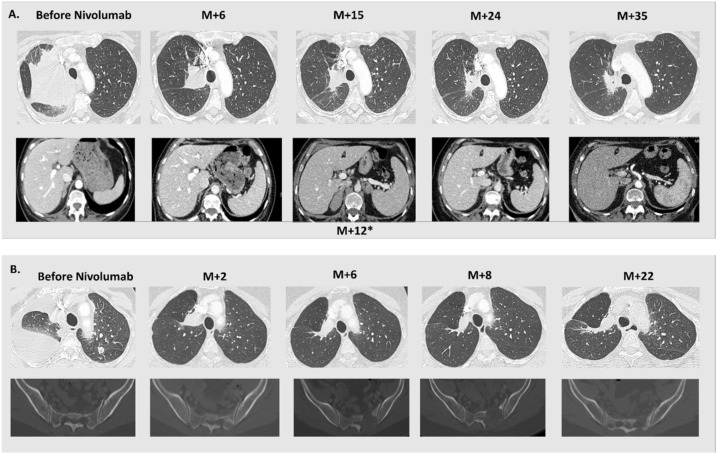 A.
Before Nivolumab M+6 M+15 M+24 M+35
M+12*
B.
Before Nivolumab M+2 M+6 M+8 M+22